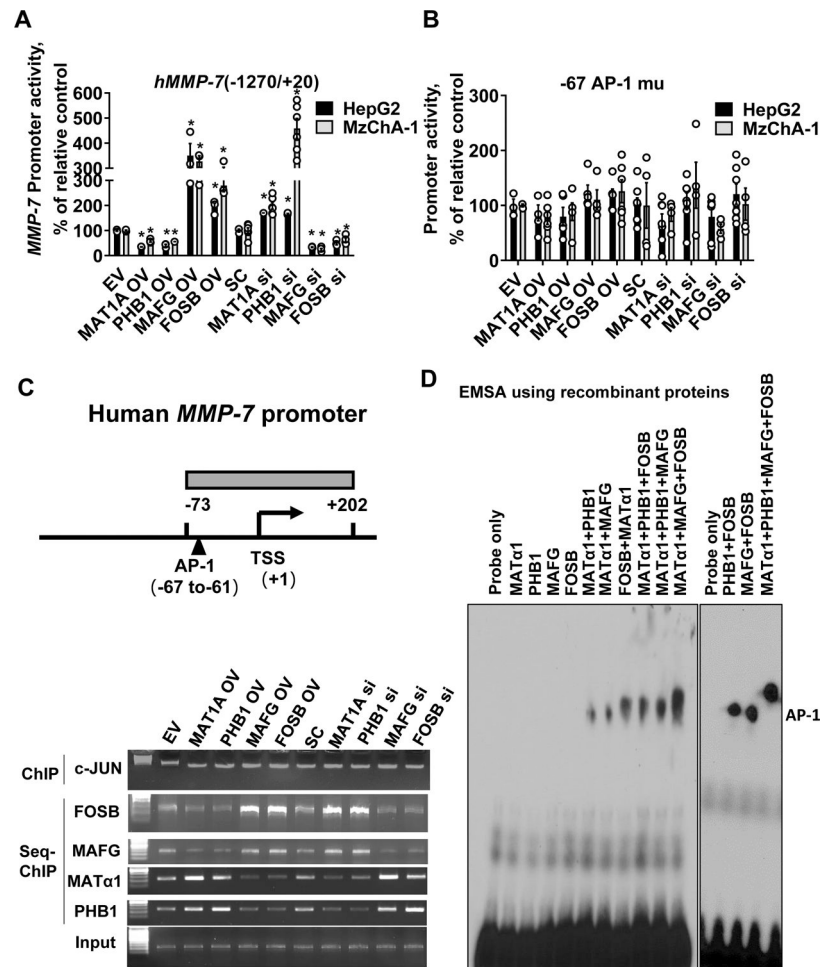 A
hMMP-7(-1270/+20)
MMP-7 Promoter activity,
% of relative control
600
500
400
300
200
100
0
HepG2
MzChA-1
* * * * * * * * * * * * * * * *
EV
MAT1A OV
PHB1 OV
MAFG OV
FOSB OV
SC
MAT1A si
PHB1 si
MAFG si
FOSB si
B
-67 AP-1 mu
Promoter activity,
% of relative control
300
200
100
0
HepG2
MzChA-1
EV
MAT1A OV
PHB1 OV
MAFG OV
FOSB OV
SC
MAT1A si
PHB1 si
MAFG si
FOSB si
C
Human MMP-7 promoter
-73 +202
AP-1 TSS
(-67 to-61) (+1)
EV
MAT1A OV
PHB1 OV
MAFG OV
FOSB OV
SC
MAT1A si
PHB1 si
MAFG si
FOSB si
ChIP c-JUN
Seq-
ChIP
FOSB
MAFG
MATα1
PHB1
Input
D
EMSA using recombinant proteins
Probe only
MATα1
PHB1
MAFG
FOSB
MATα1+PHB1
MATα1+MAFG
FOSB+MATα1
MATα1+PHB1+FOSB
MATα1+PHB1+MAFG
MATα1+MAFG+FOSB
Probe only
PHB1+FOSB
MAFG+FOSB
MATα1+PHB1+MAFG+FOSB
AP-1